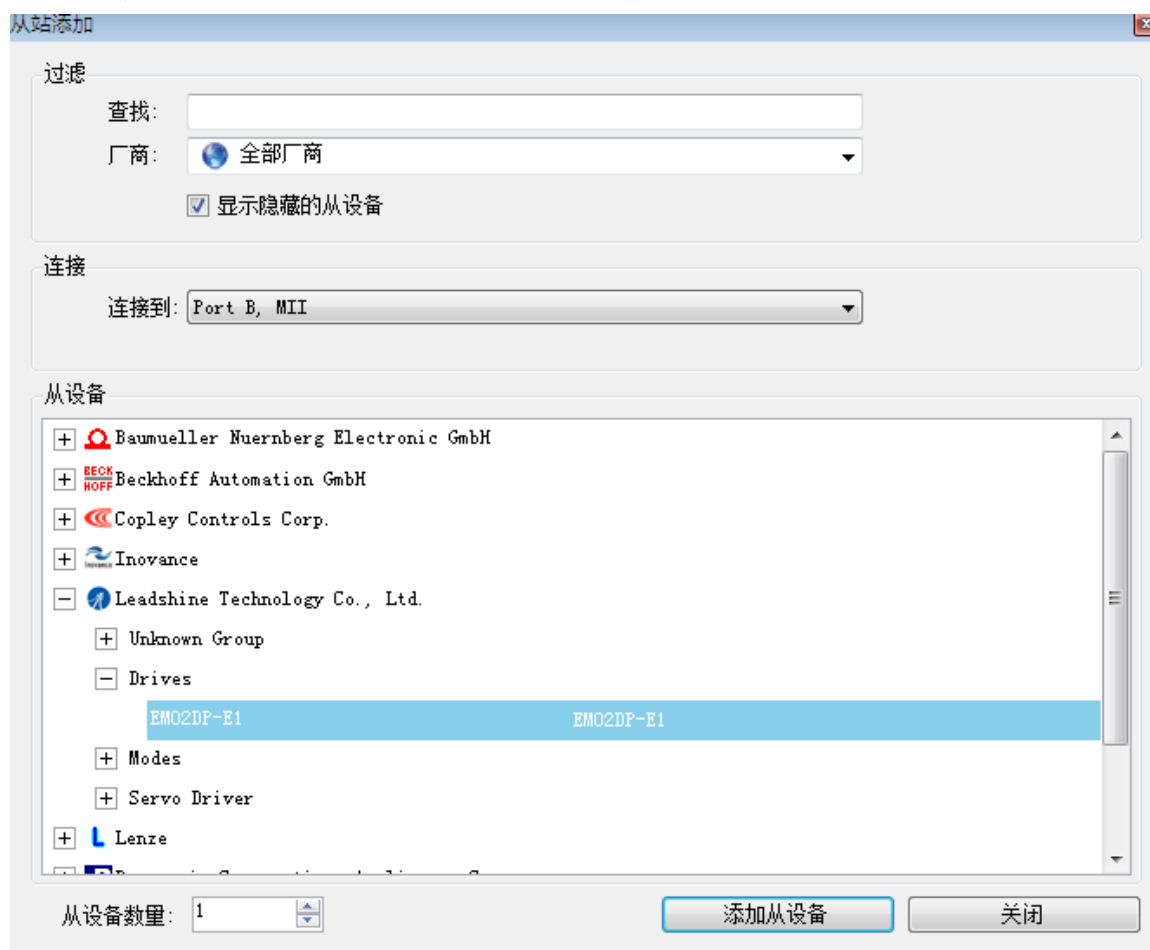 从站添加
过滤
查找:
厂商: 全部厂商
显示隐藏的从设备
连接
连接到: Port B, MII
从设备
Baumueller Nuernberg Electronic GmbH
BECKHOFF Beckhoff Automation GmbH
Copley Controls Corp.
Inovance
Leadshine Technology Co., Ltd.
Unknown Group
Drives
EM02DP-E1 EM02DP-E1
Modes
Servo Driver
L Lenze
从设备数量: 1 添加从设备 关闭